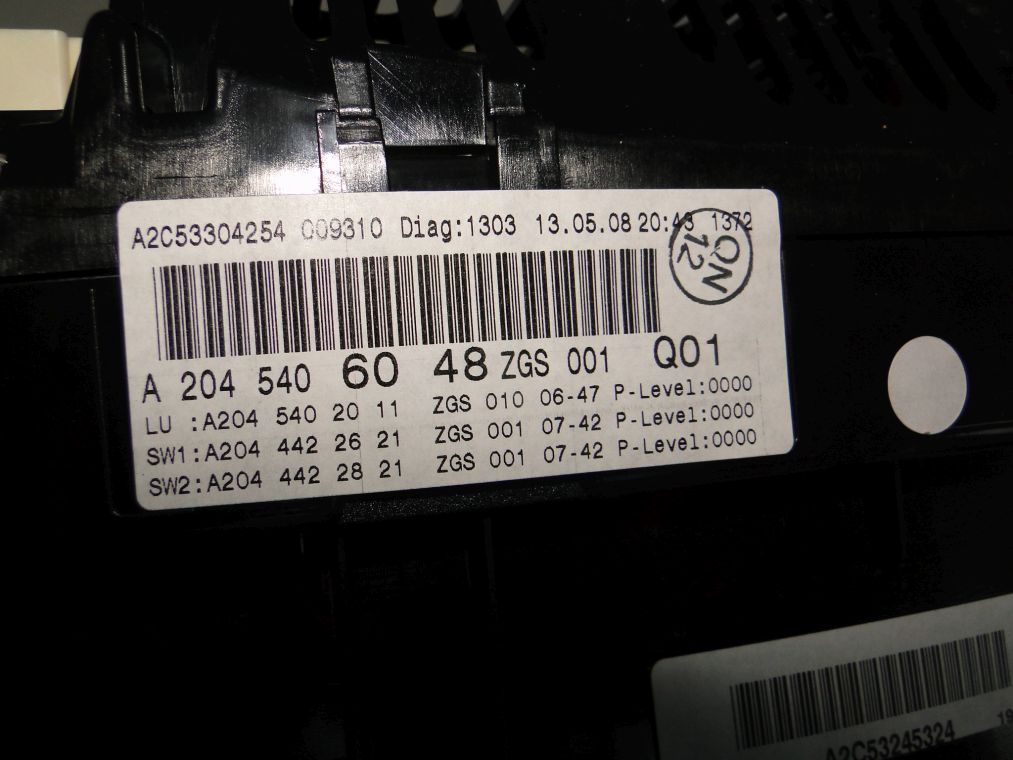 A2C53304254 009310 Diag:1303 13.05.08 20:43 1372
QN
12
A 204 540 60 48 ZGS 001 Q01
LU :A204 540 20 11 ZGS 010 06-47 P-Level:0000
SW1:A204 442 26 21 ZGS 001 07-42 P-Level:0000
SW2:A204 442 28 21 ZGS 001 07-42 P-Level:0000
A2C53245324